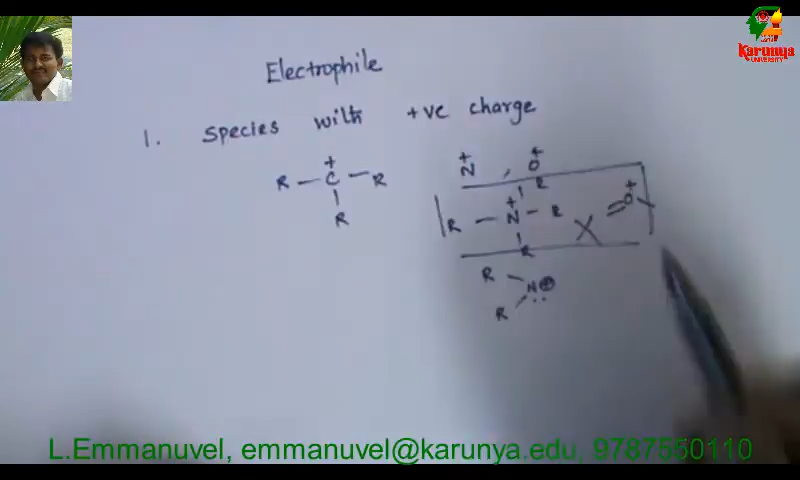 Karunya
UNIVERSITY
Electrophile
1. Species with +ve charge
+ + +
R — C — R N , O
R R
+ +
R — N — R X = O
R
R
N ⊕
R ..
L.Emmanuvel, emmanuvel@karunya.edu, 9787550110